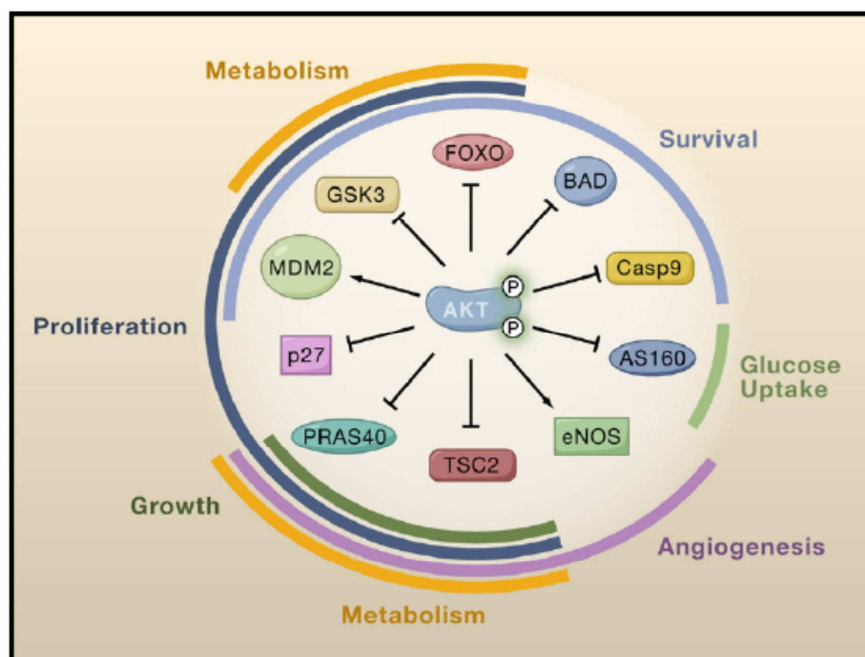 Metabolism
FOXO
Survival
BAD
GSK3
MDM2
Casp9
P
AKT
P
Proliferation
p27
AS160
Glucose
Uptake
PRAS40
eNOS
TSC2
Growth
Angiogenesis
Metabolism